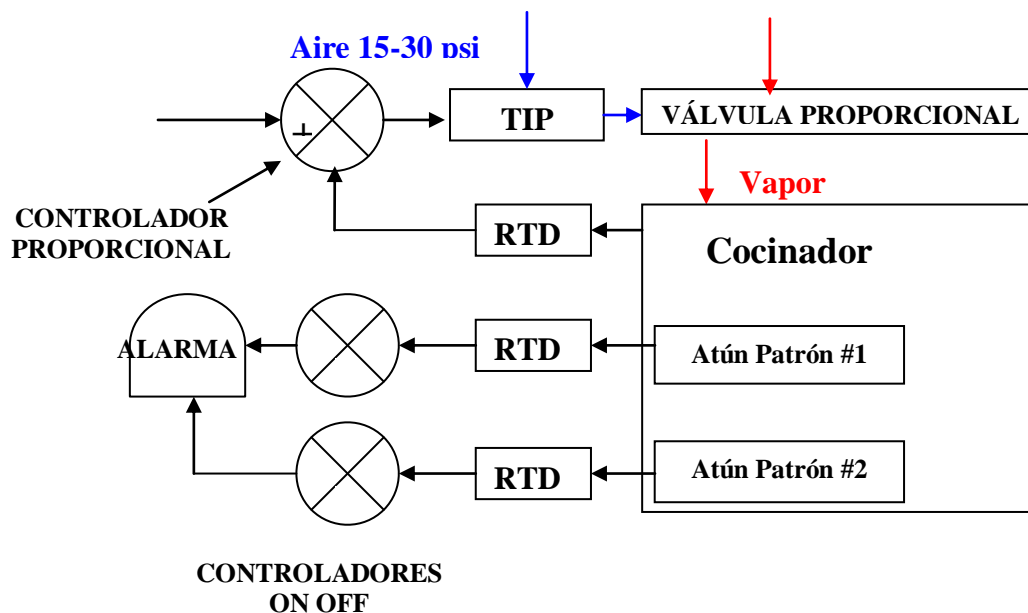 Aire 15-30 psi
TIP
VÁLVULA PROPORCIONAL
Vapor
CONTROLADOR
PROPORCIONAL
RTD
Cocinador
ALARMA
RTD
Atún Patrón #1
RTD
Atún Patrón #2
CONTROLADORES
ON OFF